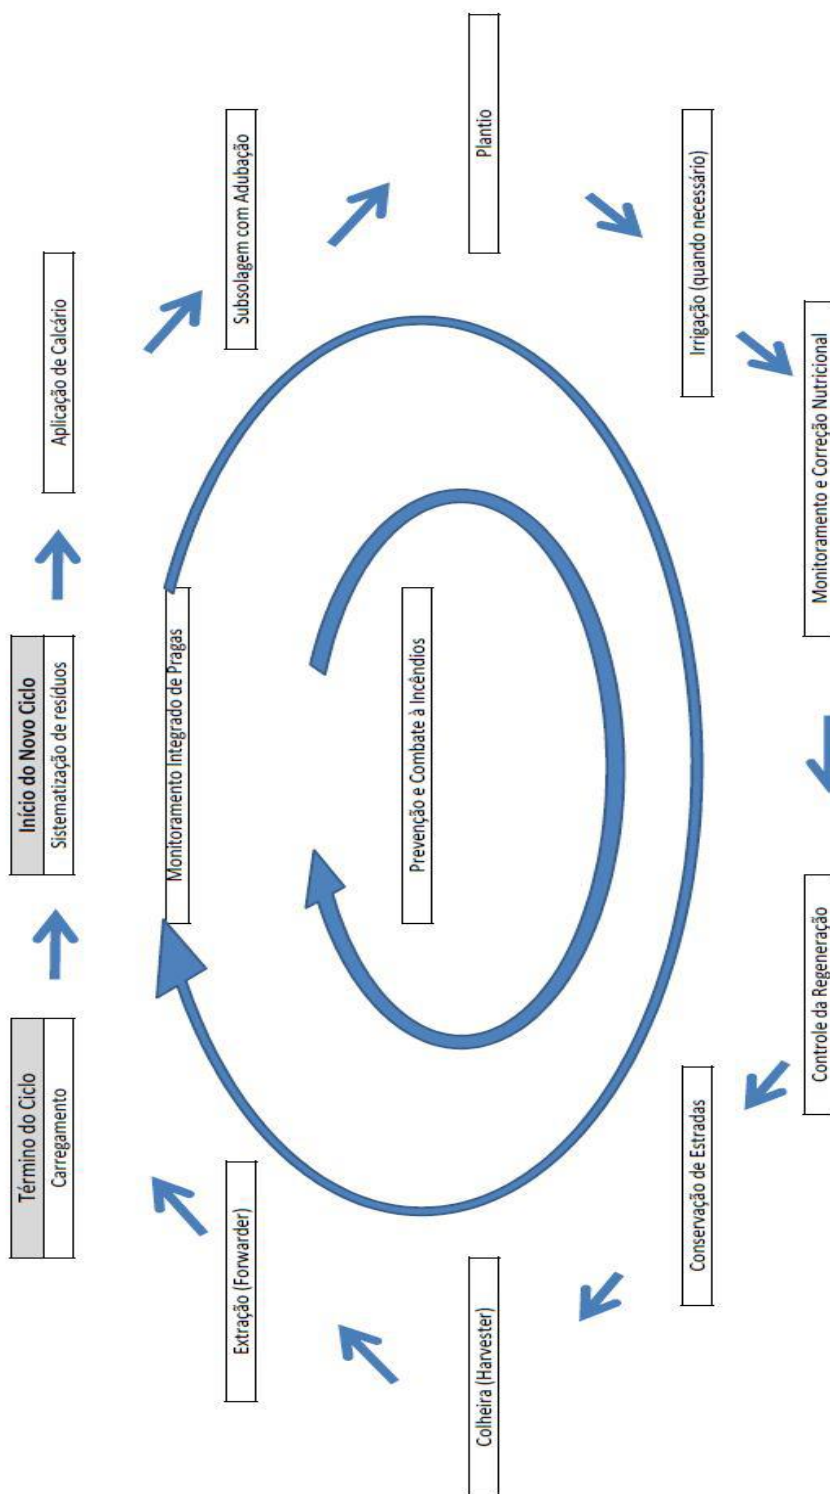 Término do Ciclo
Carregamento
Início do Novo Ciclo
Sistematização de resíduos
Aplicação de Calcário
Subsolagem com Adubação
Plantio
Irrigação (quando necessário)
Monitoramento e Correção Nutricional
Controle da Regeneração
Conservação de Estradas
Colheira (Harvester)
Extração (Forwarder)
Monitoramento Integrado de Pragas
Prevenção e Combate à Incêndios